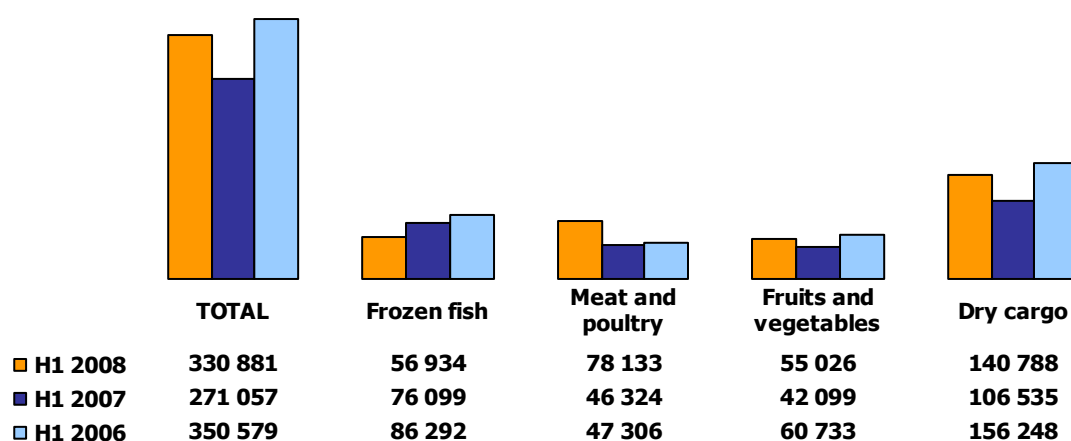 TOTAL Frozen fish Meat and poultry Fruits and vegetables Dry cargo
H1 2008 330 881 56 934 78 133 55 026 140 788
H1 2007 271 057 76 099 46 324 42 099 106 535
H1 2006 350 579 86 292 47 306 60 733 156 248